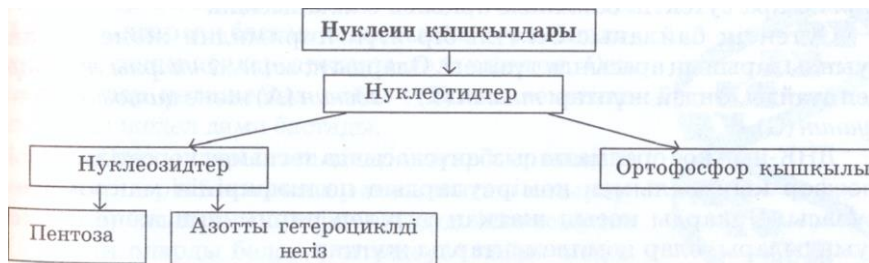 Нуклеин қышқылдары
Нуклеотидтер
Нуклеозидтер
Ортофосфор қышқылы
Пентоза
Азотты гетероциклді
негіз